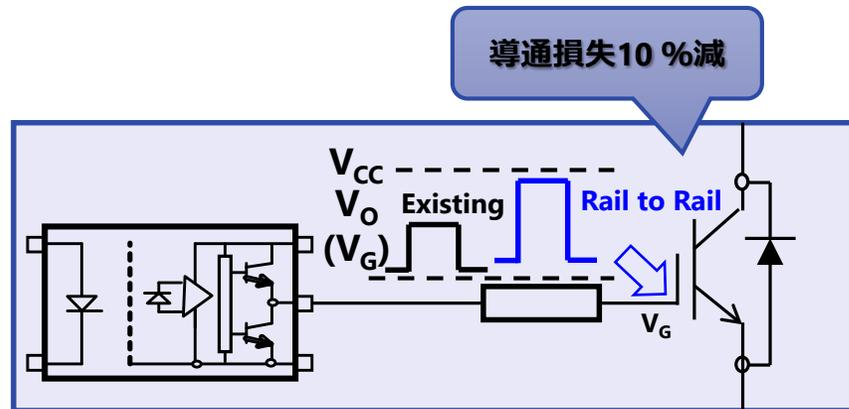 導通損失10 %減
VCC
VO
(VG)
Existing
Rail to Rail
VG